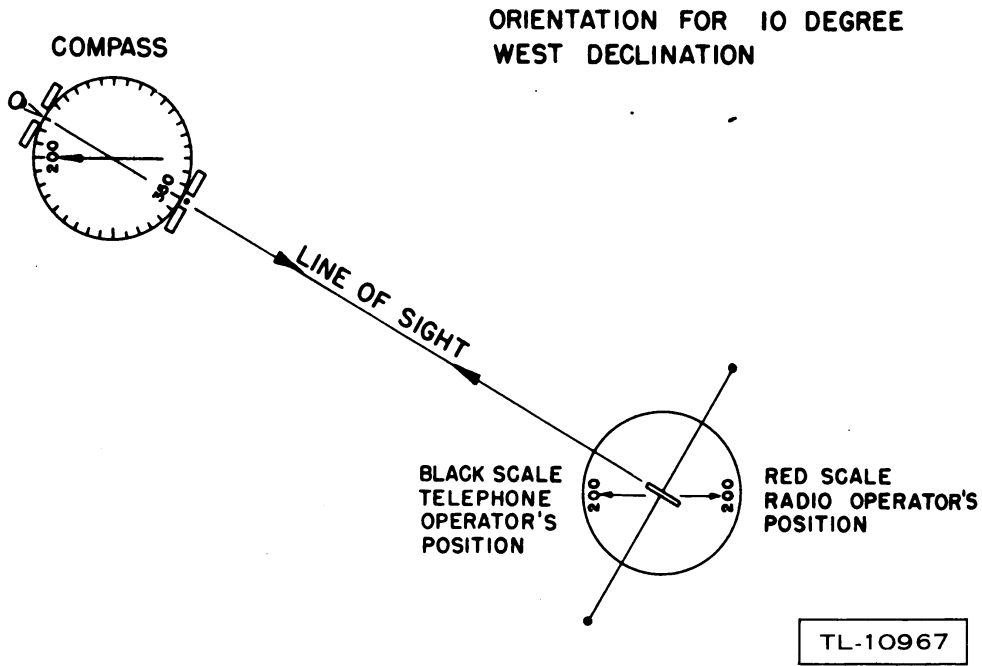 ORIENTATION FOR 10 DEGREE
WEST DECLINATION
COMPASS
200
350
LINE OF SIGHT
BLACK SCALE
TELEPHONE
OPERATOR'S
POSITION
200
200
RED SCALE
RADIO OPERATOR'S
POSITION
TL-10967